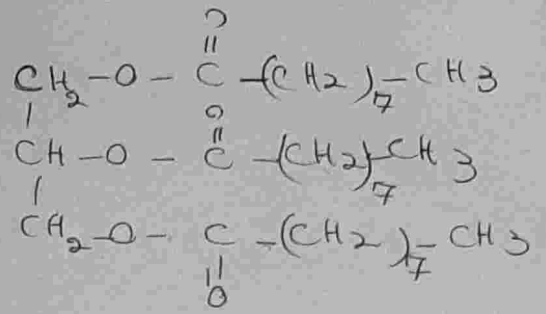 O
||
CH2-O-C-(CH2)7-CH3
|
O
||
CH-O-C-(CH2)7-CH3
|
CH2-O-C-(CH2)7-CH3
||
O